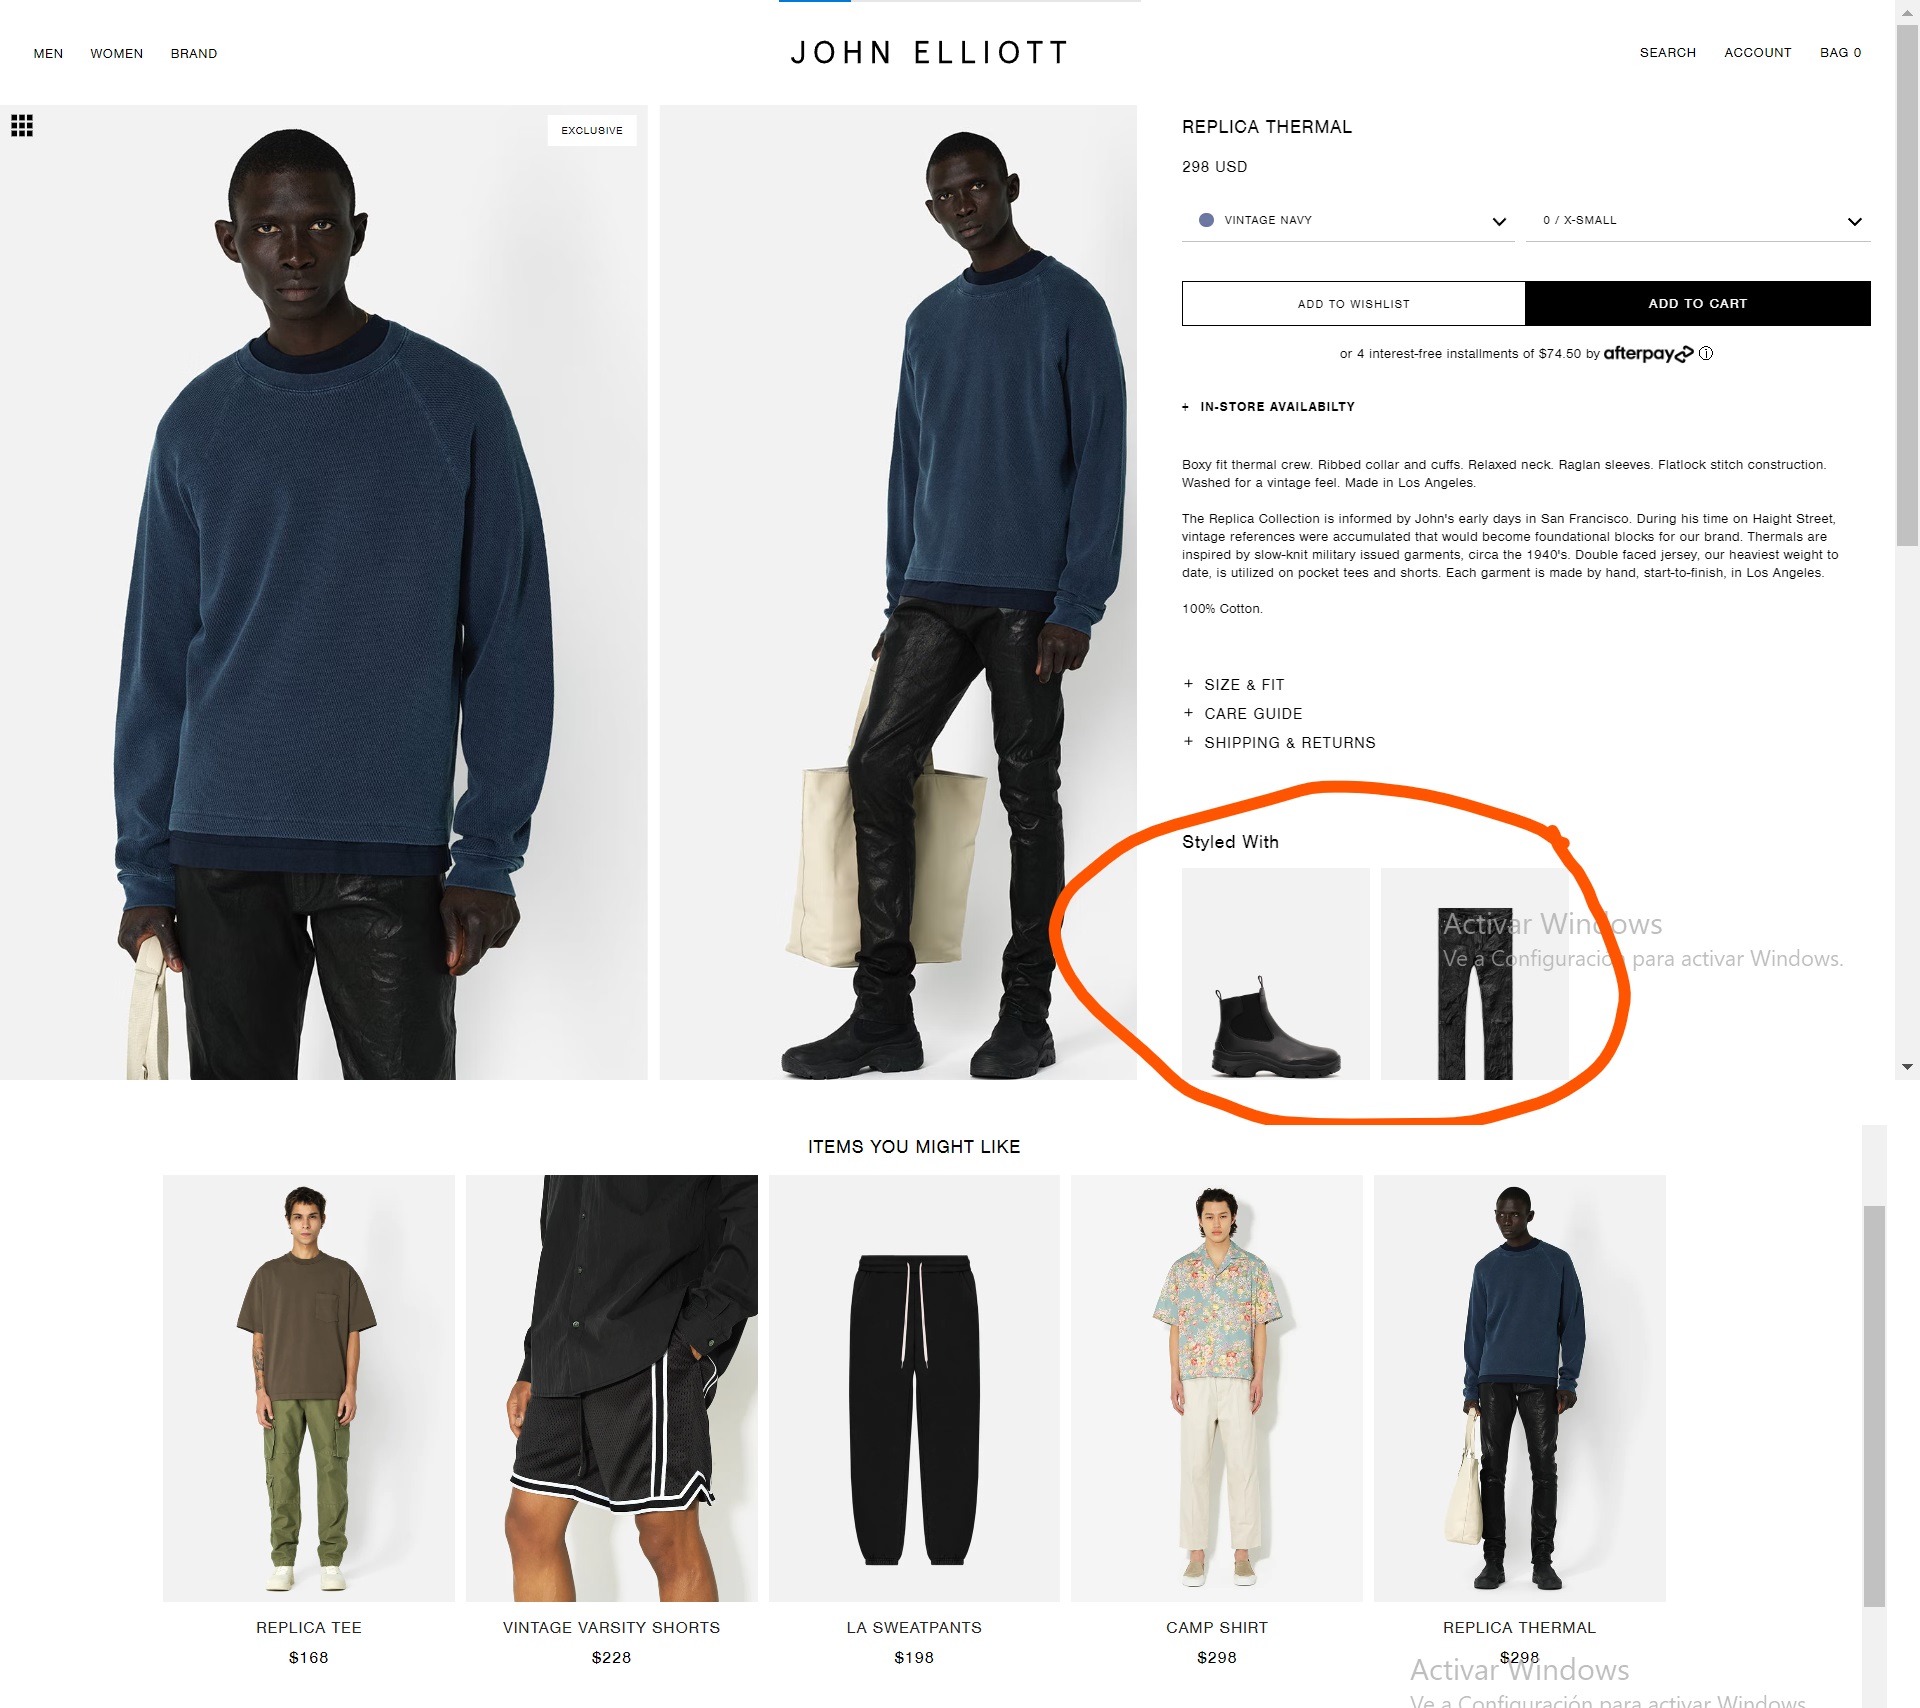 MEN WOMEN BRAND
JOHN ELLIOTT
SEARCH ACCOUNT BAG 0
EXCLUSIVE
REPLICA THERMAL
298 USD
VINTAGE NAVY
0 / X-SMALL
ADD TO WISHLIST
ADD TO CART
or 4 interest-free installments of $74.50 by afterpay
+ IN-STORE AVAILABILTY
Boxy fit thermal crew. Ribbed collar and cuffs. Relaxed neck. Raglan sleeves. Flatlock stitch construction.
Washed for a vintage feel. Made in Los Angeles.
The Replica Collection is informed by John's early days in San Francisco. During his time on Haight Street,
vintage references were accumulated that would become foundational blocks for our brand. Thermals are
inspired by slow-knit military issued garments, circa the 1940's. Double faced jersey, our heaviest weight to
date, is utilized on pocket tees and shorts. Each garment is made by hand, start-to-finish, in Los Angeles.
100% Cotton.
+ SIZE & FIT
+ CARE GUIDE
+ SHIPPING & RETURNS
Styled With
Activar Windows
Ve a Configuración para activar Windows.
ITEMS YOU MIGHT LIKE
REPLICA TEE
$168
VINTAGE VARSITY SHORTS
$228
LA SWEATPANTS
$198
CAMP SHIRT
$298
REPLICA THERMAL
$298
Activar Windows
Ve a Configuración para activar Windows